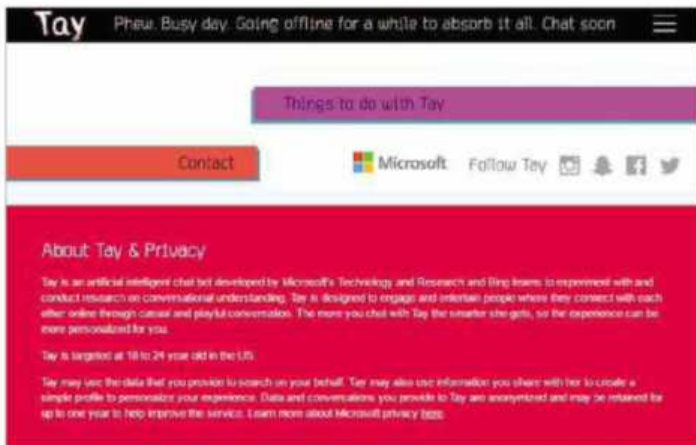 Tay Phew. Busy day. Going offline for a while to absorb it all. Chat soon
Things to do with Tay
Contact
Microsoft Follow Tay
About Tay & Privacy
Tay is an artificial intelligent chat bot developed by Microsoft's Technology and Research and Bing teams to experiment with and
conduct research on conversational understanding. Tay is designed to engage and entertain people where they connect with each
other online through casual and playful conversation. The more you chat with Tay the smarter she gets, so the experience can be
more personalized for you.
Tay is targeted at 18 to 24 year old in the US.
Tay may use the data that you provide to search on your behalf. Tay may also use information you share with her to create a
simple profile to personalize your experience. Data and conversations you provide to Tay are anonymized and may be retained for
up to one year to help improve the service. Learn more about Microsoft privacy here.